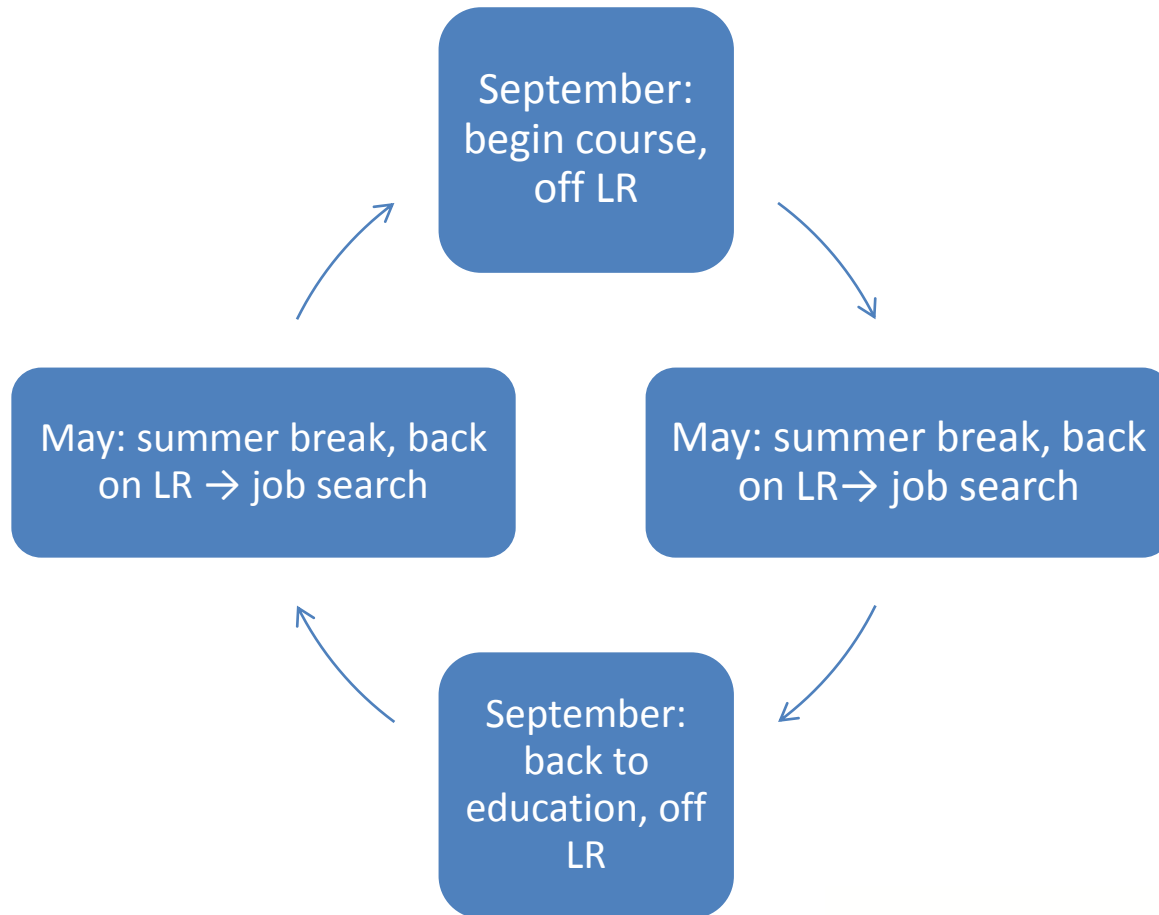 September:
begin course,
off LR
May: summer break, back
on LR → job search
May: summer break, back
on LR→ job search
September:
back to
education, off
LR